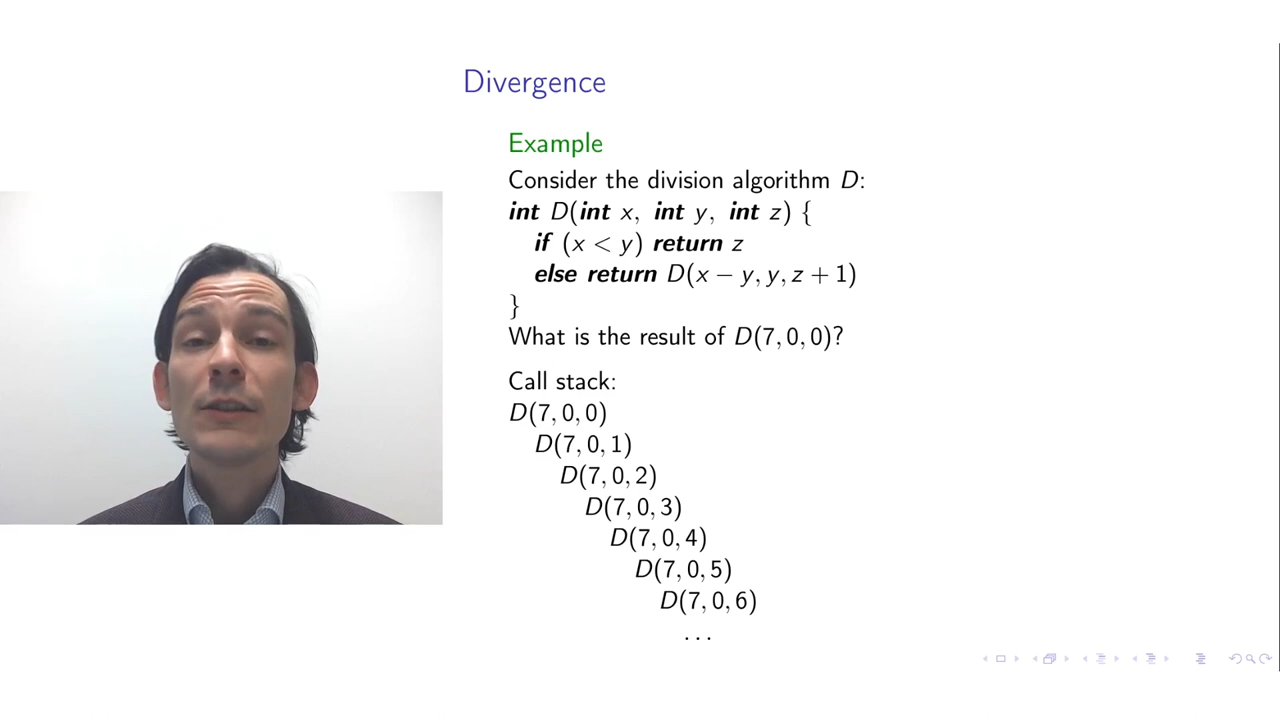 Divergence
Example
Consider the division algorithm D:
int D(int x, int y, int z) {
if (x < y) return z
else return D(x − y, y, z + 1)
}
What is the result of D(7, 0, 0)?
Call stack:
D(7, 0, 0)
D(7, 0, 1)
D(7, 0, 2)
D(7, 0, 3)
D(7, 0, 4)
D(7, 0, 5)
D(7, 0, 6)
...